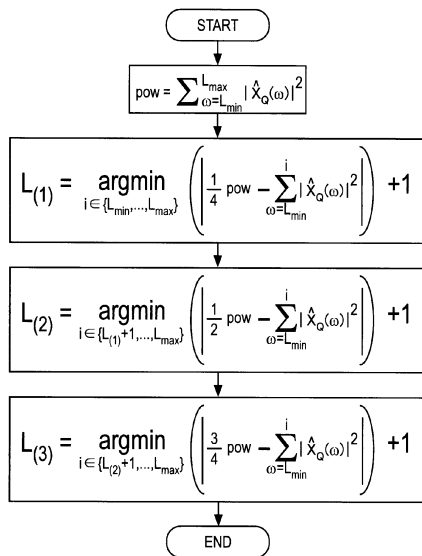 START
pow = ∑_{ω=L_min}^{L_max} |X̂_Q(ω)|²
L_(1) = argmin_{i∈{L_min,...,L_max}} (|1/4 pow − ∑_{ω=L_min}^{i} |X̂_Q(ω)|²|) +1
L_(2) = argmin_{i∈{L_(1)+1,...,L_max}} (|1/2 pow − ∑_{ω=L_min}^{i} |X̂_Q(ω)|²|) +1
L_(3) = argmin_{i∈{L_(2)+1,...,L_max}} (|3/4 pow − ∑_{ω=L_min}^{i} |X̂_Q(ω)|²|) +1
END